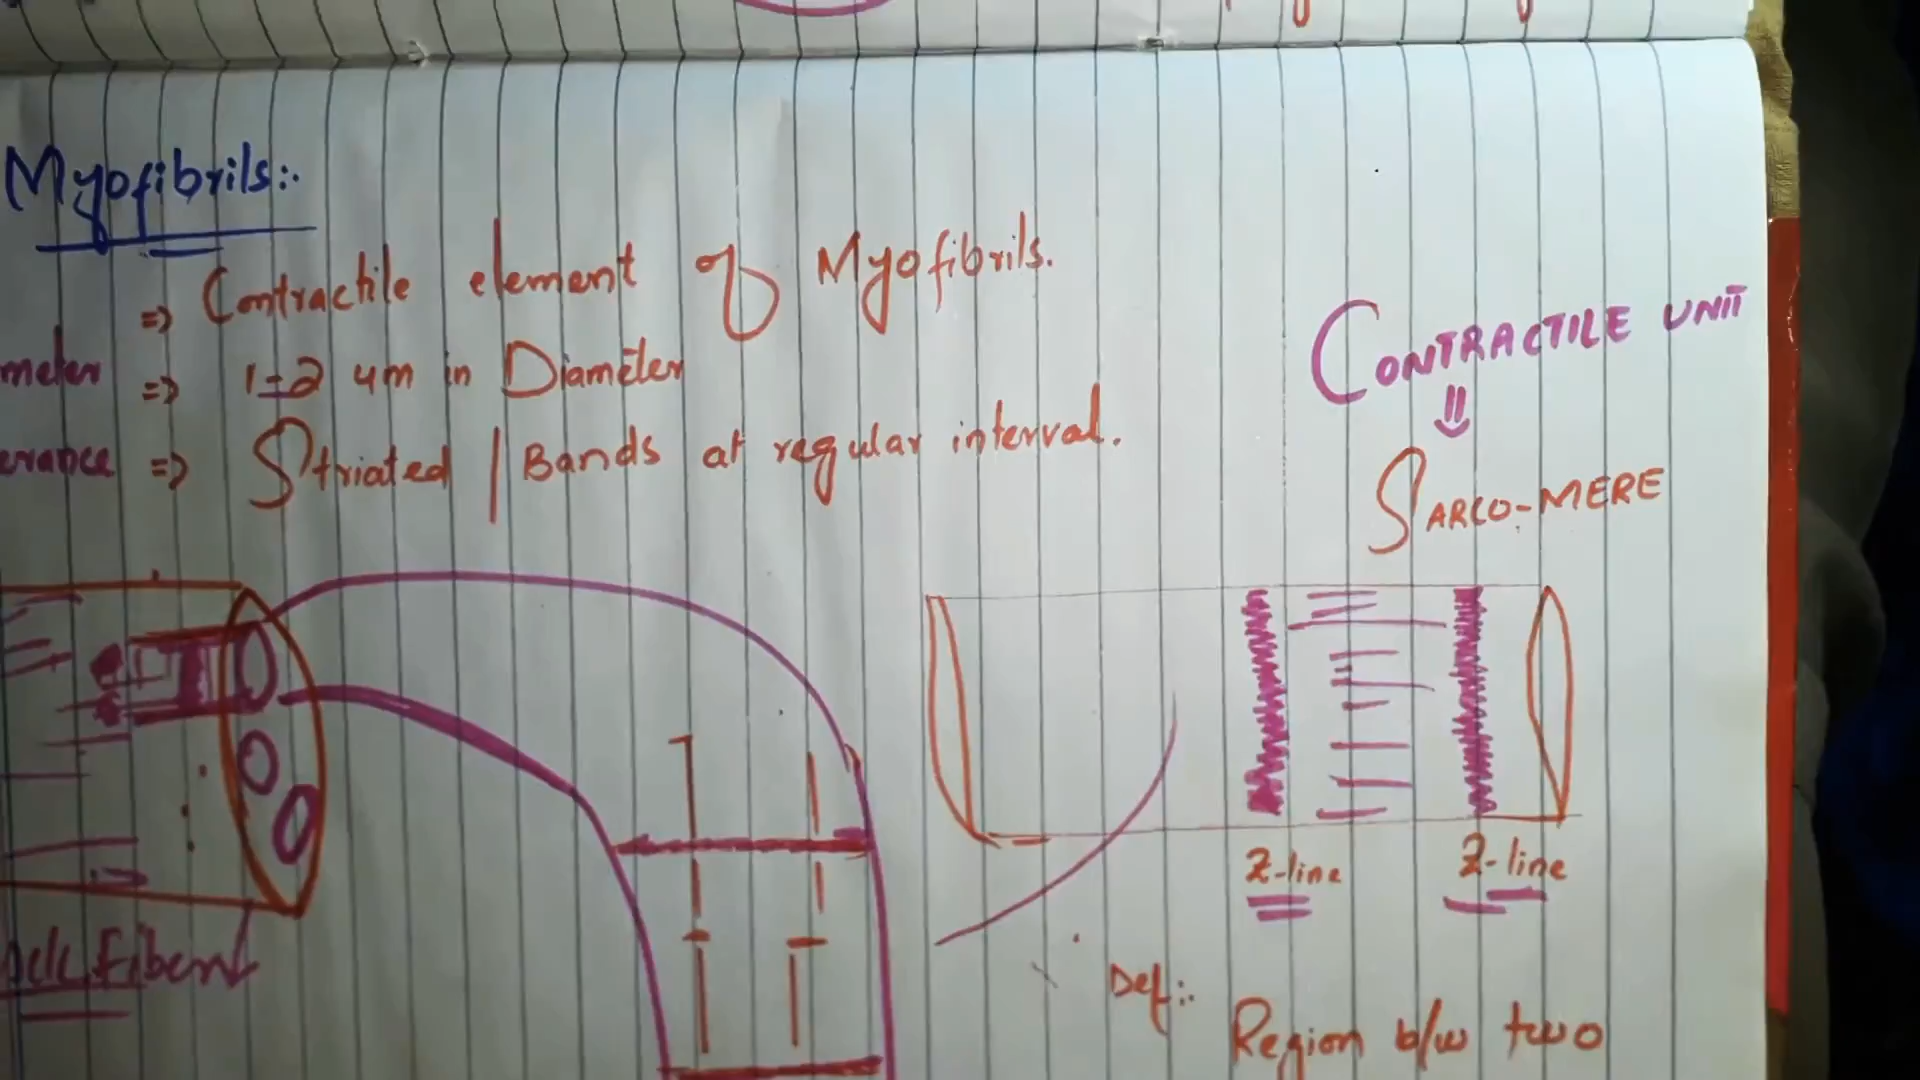 Myofibrils:-
=> Contractile element of Myofibrils.
meter => 1-2 um in Diameter
erance => Striated / Bands at regular interval.
CONTRACTILE UNIT
SARCO-MERE
Z-line Z-line
Def:-
Region b/w two